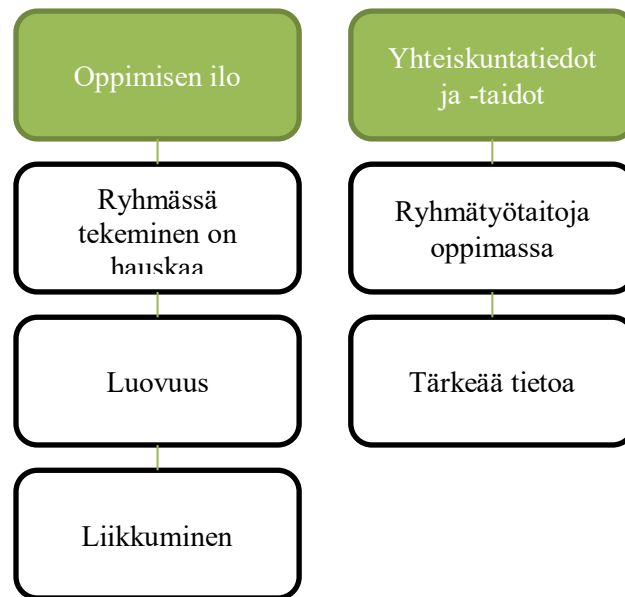 Oppimisen ilo
Ryhmässä
tekeminen on
hauskaa
Luovuus
Liikkuminen
Yhteiskuntatiedot
ja -taidot
Ryhmätyötaitoja
oppimassa
Tärkeää tietoa